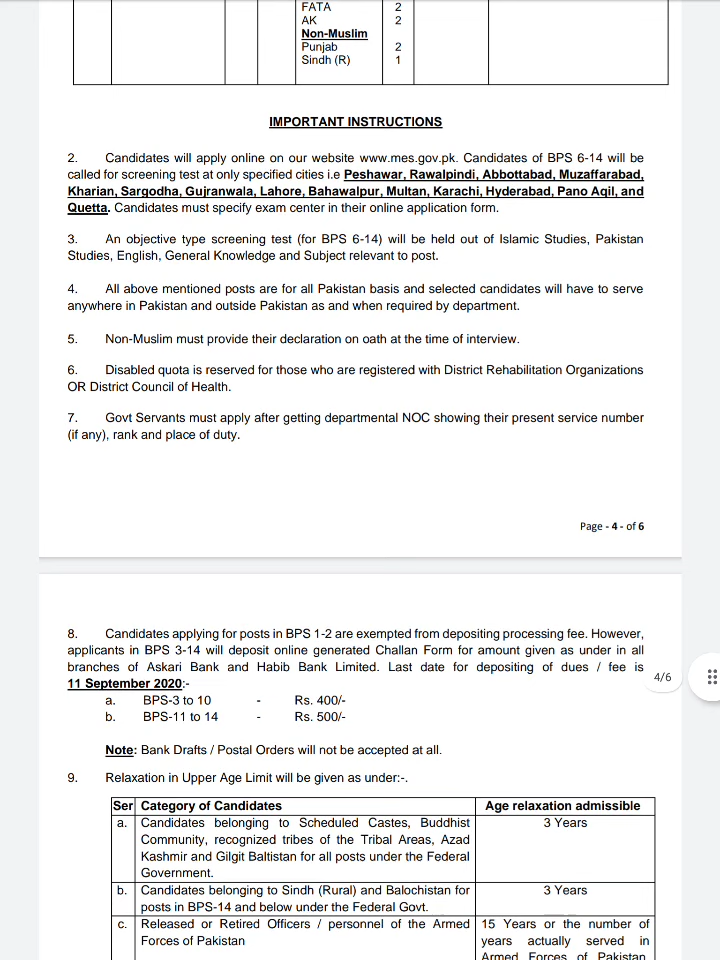 FATA 2
AK 2
Non-Muslim
Punjab 2
Sindh (R) 1
IMPORTANT INSTRUCTIONS
2. Candidates will apply online on our website www.mes.gov.pk. Candidates of BPS 6-14 will be
called for screening test at only specified cities i.e Peshawar, Rawalpindi, Abbottabad, Muzaffarabad,
Kharian, Sargodha, Gujranwala, Lahore, Bahawalpur, Multan, Karachi, Hyderabad, Pano Aqil, and
Quetta. Candidates must specify exam center in their online application form.
3. An objective type screening test (for BPS 6-14) will be held out of Islamic Studies, Pakistan
Studies, English, General Knowledge and Subject relevant to post.
4. All above mentioned posts are for all Pakistan basis and selected candidates will have to serve
anywhere in Pakistan and outside Pakistan as and when required by department.
5. Non-Muslim must provide their declaration on oath at the time of interview.
6. Disabled quota is reserved for those who are registered with District Rehabilitation Organizations
OR District Council of Health.
7. Govt Servants must apply after getting departmental NOC showing their present service number
(if any), rank and place of duty.
Page - 4 - of 6
8. Candidates applying for posts in BPS 1-2 are exempted from depositing processing fee. However,
applicants in BPS 3-14 will deposit online generated Challan Form for amount given as under in all
branches of Askari Bank and Habib Bank Limited. Last date for depositing of dues / fee is
4/6
11 September 2020:-
a. BPS-3 to 10 - Rs. 400/-
b. BPS-11 to 14 - Rs. 500/-
Note: Bank Drafts / Postal Orders will not be accepted at all.
9. Relaxation in Upper Age Limit will be given as under:-.
Ser Category of Candidates Age relaxation admissible
a. Candidates belonging to Scheduled Castes, Buddhist 3 Years
Community, recognized tribes of the Tribal Areas, Azad
Kashmir and Gilgit Baltistan for all posts under the Federal
Government.
b. Candidates belonging to Sindh (Rural) and Balochistan for 3 Years
posts in BPS-14 and below under the Federal Govt.
c. Released or Retired Officers / personnel of the Armed 15 Years or the number of
Forces of Pakistan years actually served in
Armed Forces of Pakistan